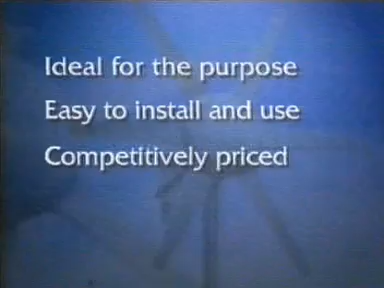 Ideal for the purpose
Easy to install and use
Competitively priced